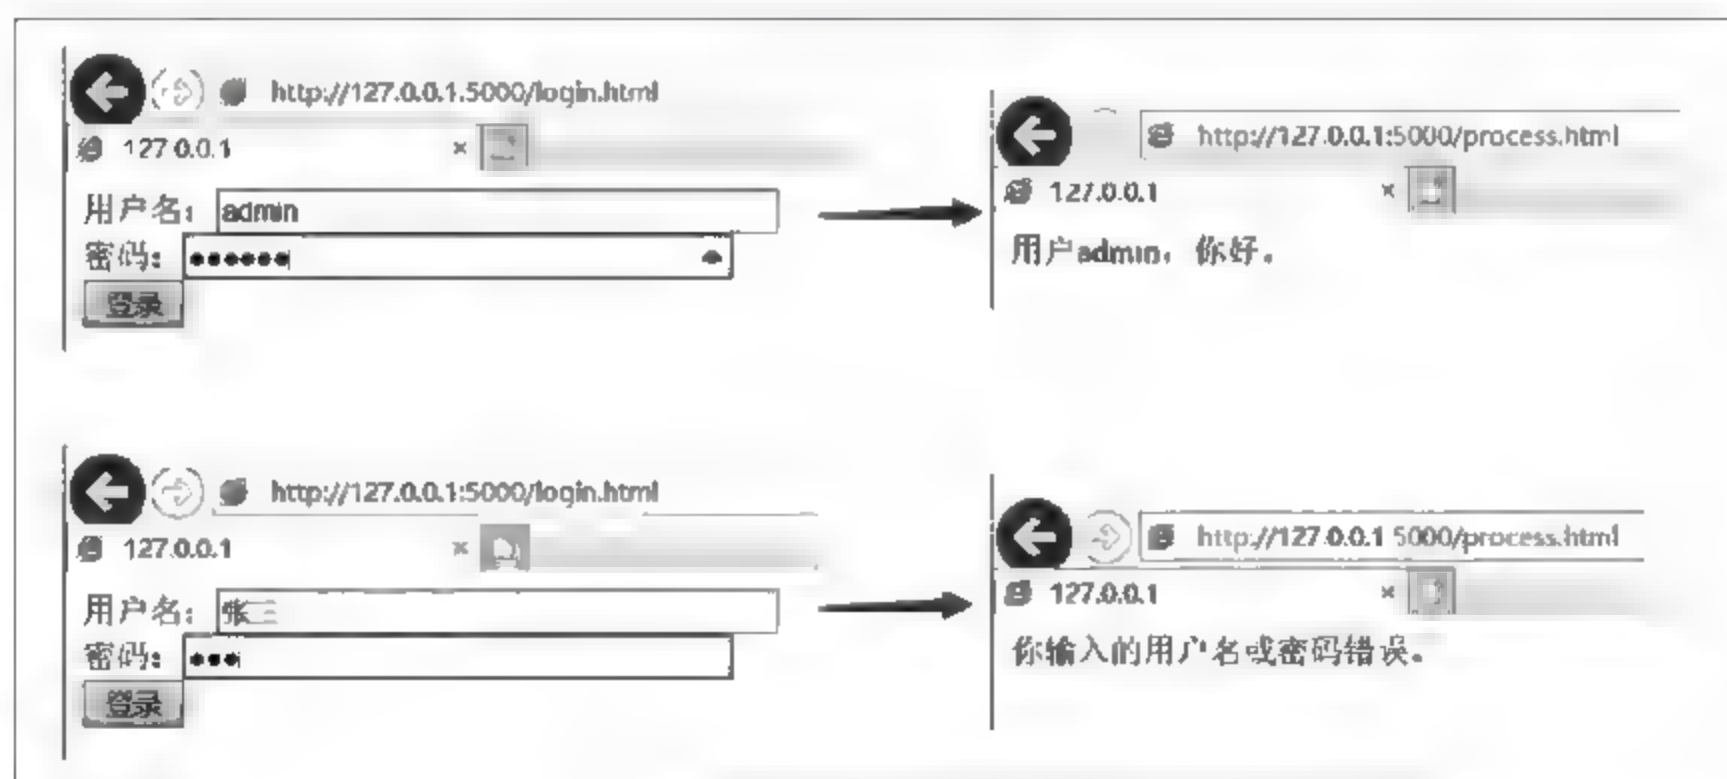 http://127.0.0.1:5000/login.html
127.0.0.1 ×
用户名: admin
密码: ●●●●●●
登录
http://127.0.0.1:5000/process.html
127.0.0.1 ×
用户admin,你好。
http://127.0.0.1:5000/login.html
127.0.0.1 ×
用户名: 张三
密码: ●●●
登录
http://127.0.0.1:5000/process.html
127.0.0.1 ×
你输入的用户名或密码错误。